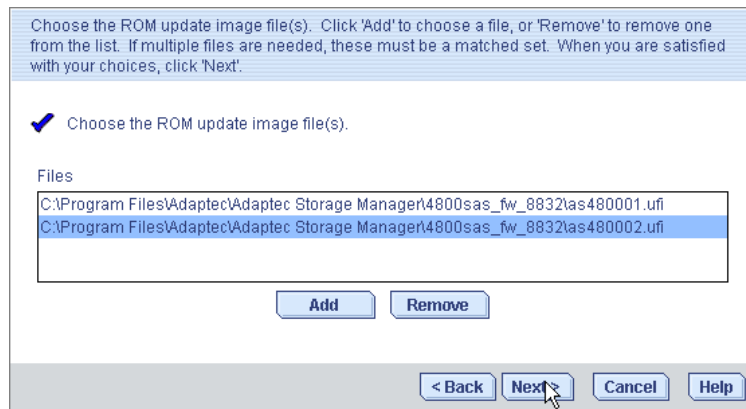 Choose the ROM update image file(s). Click 'Add' to choose a file, or 'Remove' to remove one
from the list. If multiple files are needed, these must be a matched set. When you are satisfied
with your choices, click 'Next'.
Choose the ROM update image file(s).
Files
C:\Program Files\Adaptec\Adaptec Storage Manager\4800sas_fw_8832\as480001.ufi
C:\Program Files\Adaptec\Adaptec Storage Manager\4800sas_fw_8832\as480002.ufi
Add Remove
< Back Next > Cancel Help